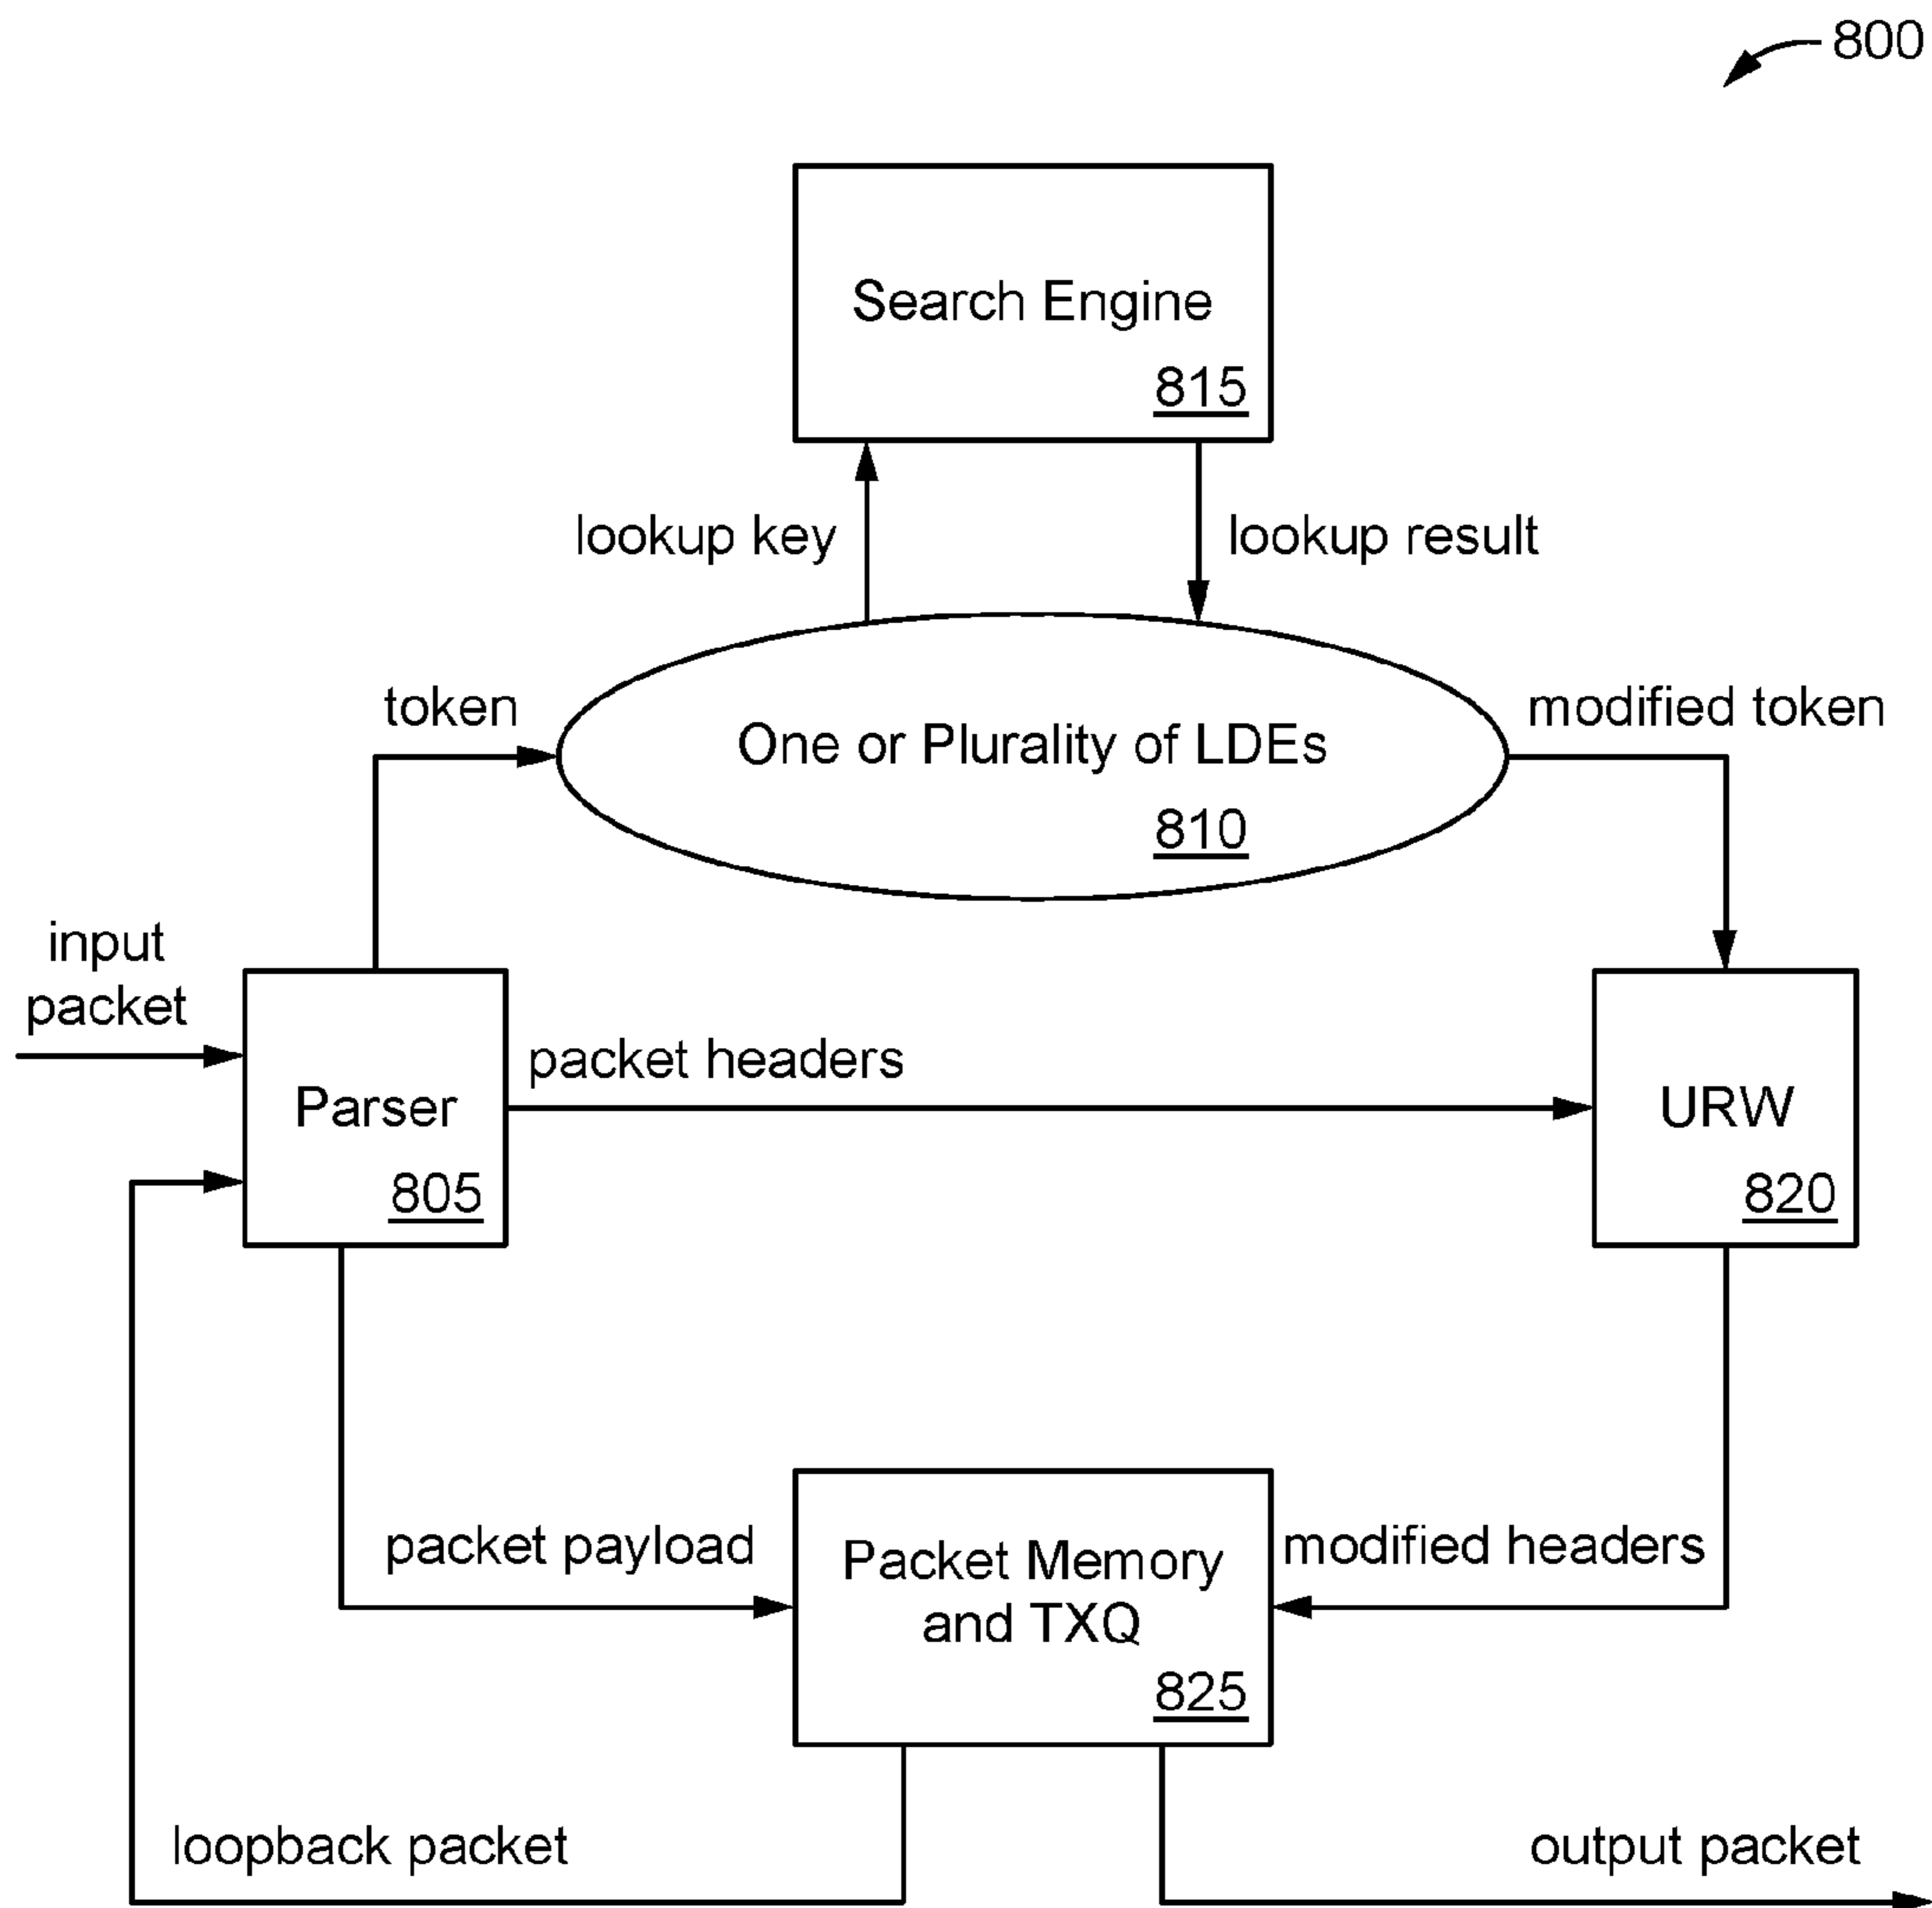 800
Search Engine
815
lookup key
lookup result
token
modified token
One or Plurality of LDEs
810
input
packet
packet headers
Parser
805
URW
820
packet payload
Packet Memory
and TXQ
825
modified headers
loopback packet
output packet